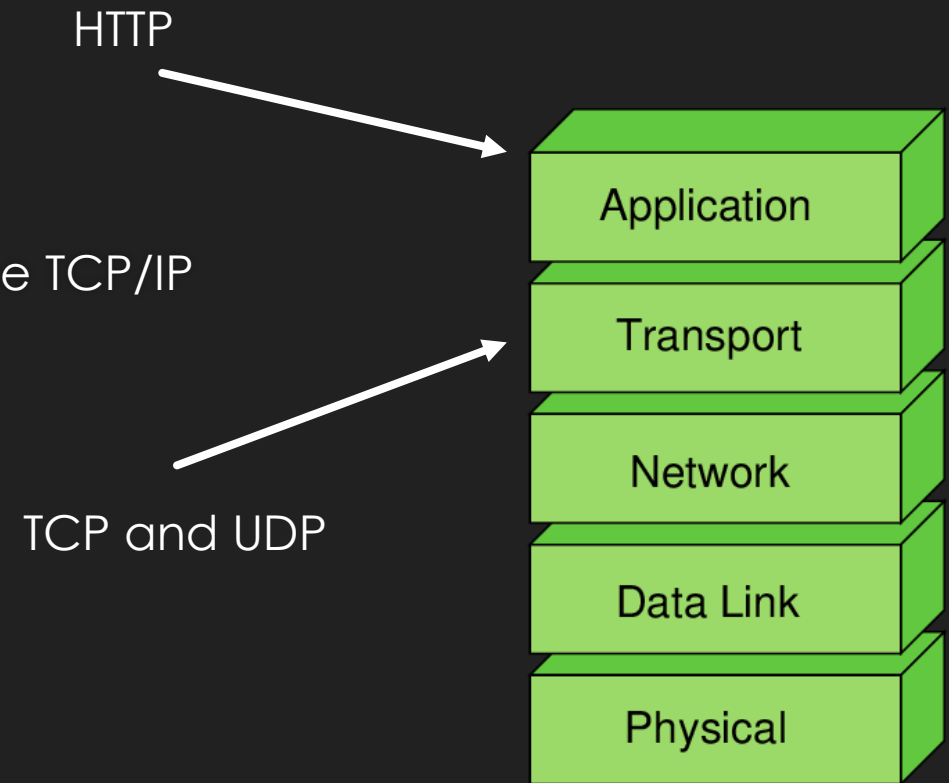 HTTP
Application
e TCP/IP
Transport
Network
TCP and UDP
Data Link
Physical